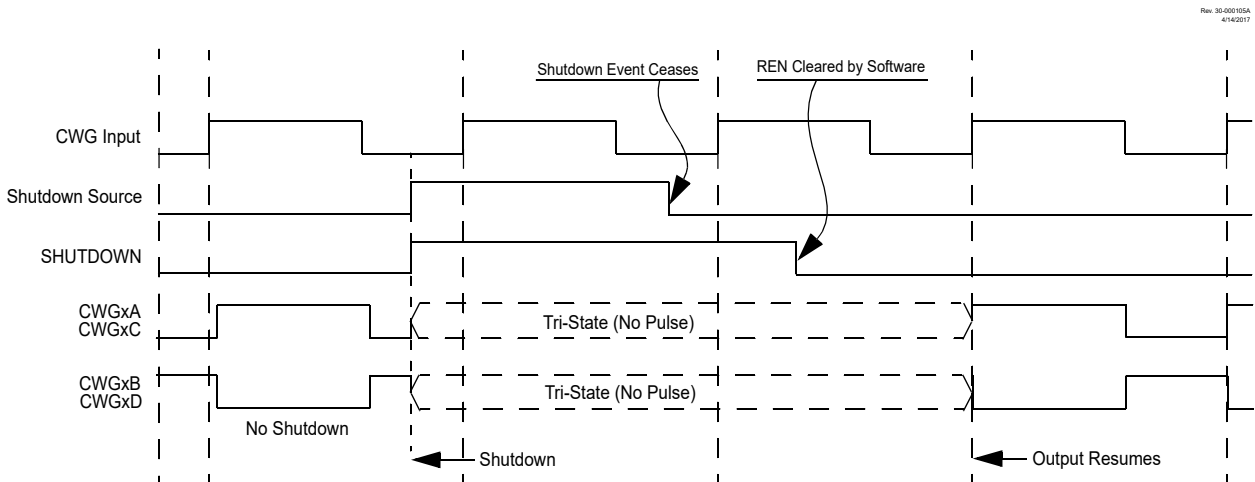 Rev. 30-000105A
4/14/2017
Shutdown Event Ceases
REN Cleared by Software
CWG Input
Shutdown Source
SHUTDOWN
CWGxA
CWGxC
Tri-State (No Pulse)
CWGxB
CWGxD
Tri-State (No Pulse)
No Shutdown
Shutdown
Output Resumes